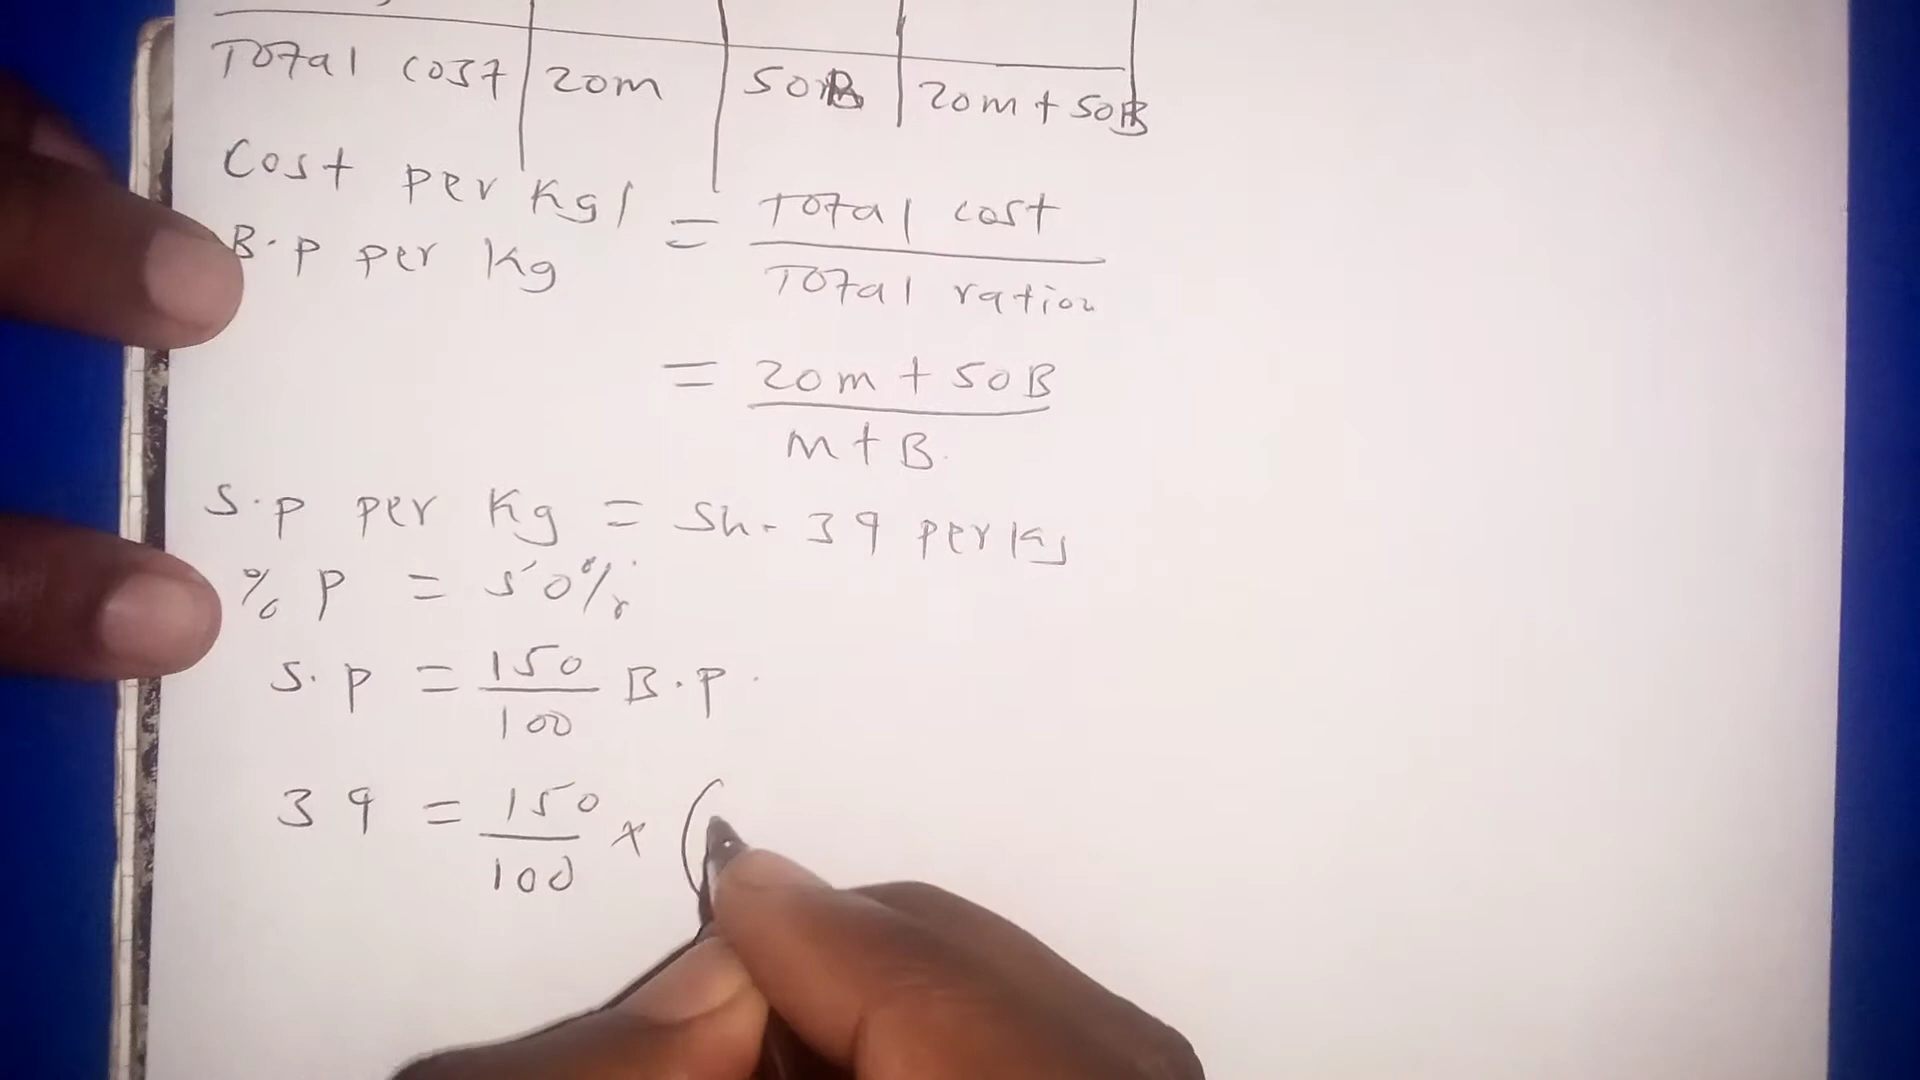 Total cost 20m 50B 20m + 50B
Cost per Kg/
B.p per Kg = Total cost / Total ration
= 20m + 50B / m + B.
S.p per Kg = Sh. 39 per Kg
% P = 50%
S.p = 150/100 B.p.
39 = 150/100 x (